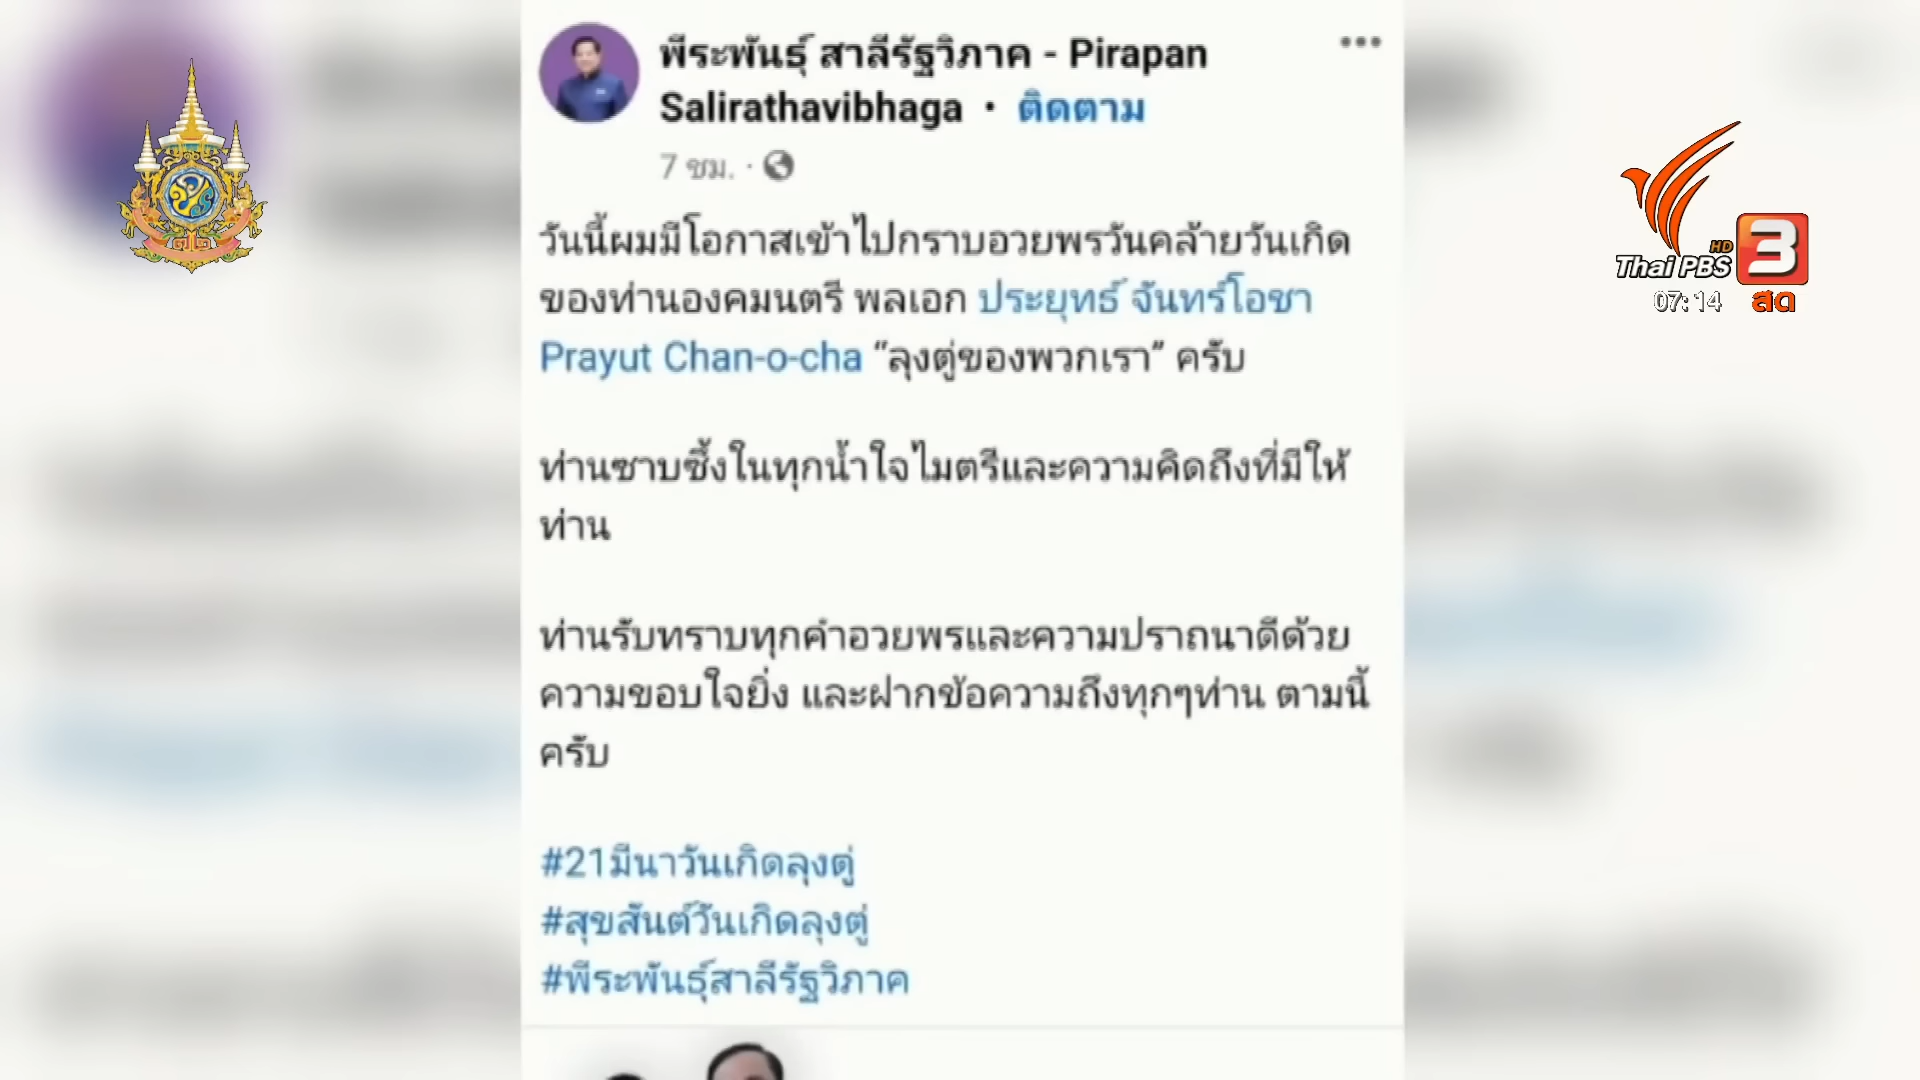 พีระพันธุ์ สาลีรัฐวิภาค - Pirapan
Salirathavibhaga · ติดตาม
7 ชม. ·
วันนี้ผมมีโอกาสเข้าไปกราบอวยพรวันคล้ายวันเกิด
ของท่านองคมนตรี พลเอก ประยุทธ์ จันทร์โอชา
Prayut Chan-o-cha “ลุงตู่ของพวกเรา” ครับ
ท่านซาบซึ้งในทุกน้ำใจไมตรีและความคิดถึงที่มีให้
ท่าน
ท่านรับทราบทุกคำอวยพรและความปราถนาดีด้วย
ความขอบใจยิ่ง และฝากข้อความถึงทุกๆท่าน ตามนี้
ครับ
#21มีนาวันเกิดลุงตู่
#สุขสันต์วันเกิดลุงตู่
#พีระพันธุ์สาลีรัฐวิภาค
HD
Thai PBS 3
07:14 สด
๗๒